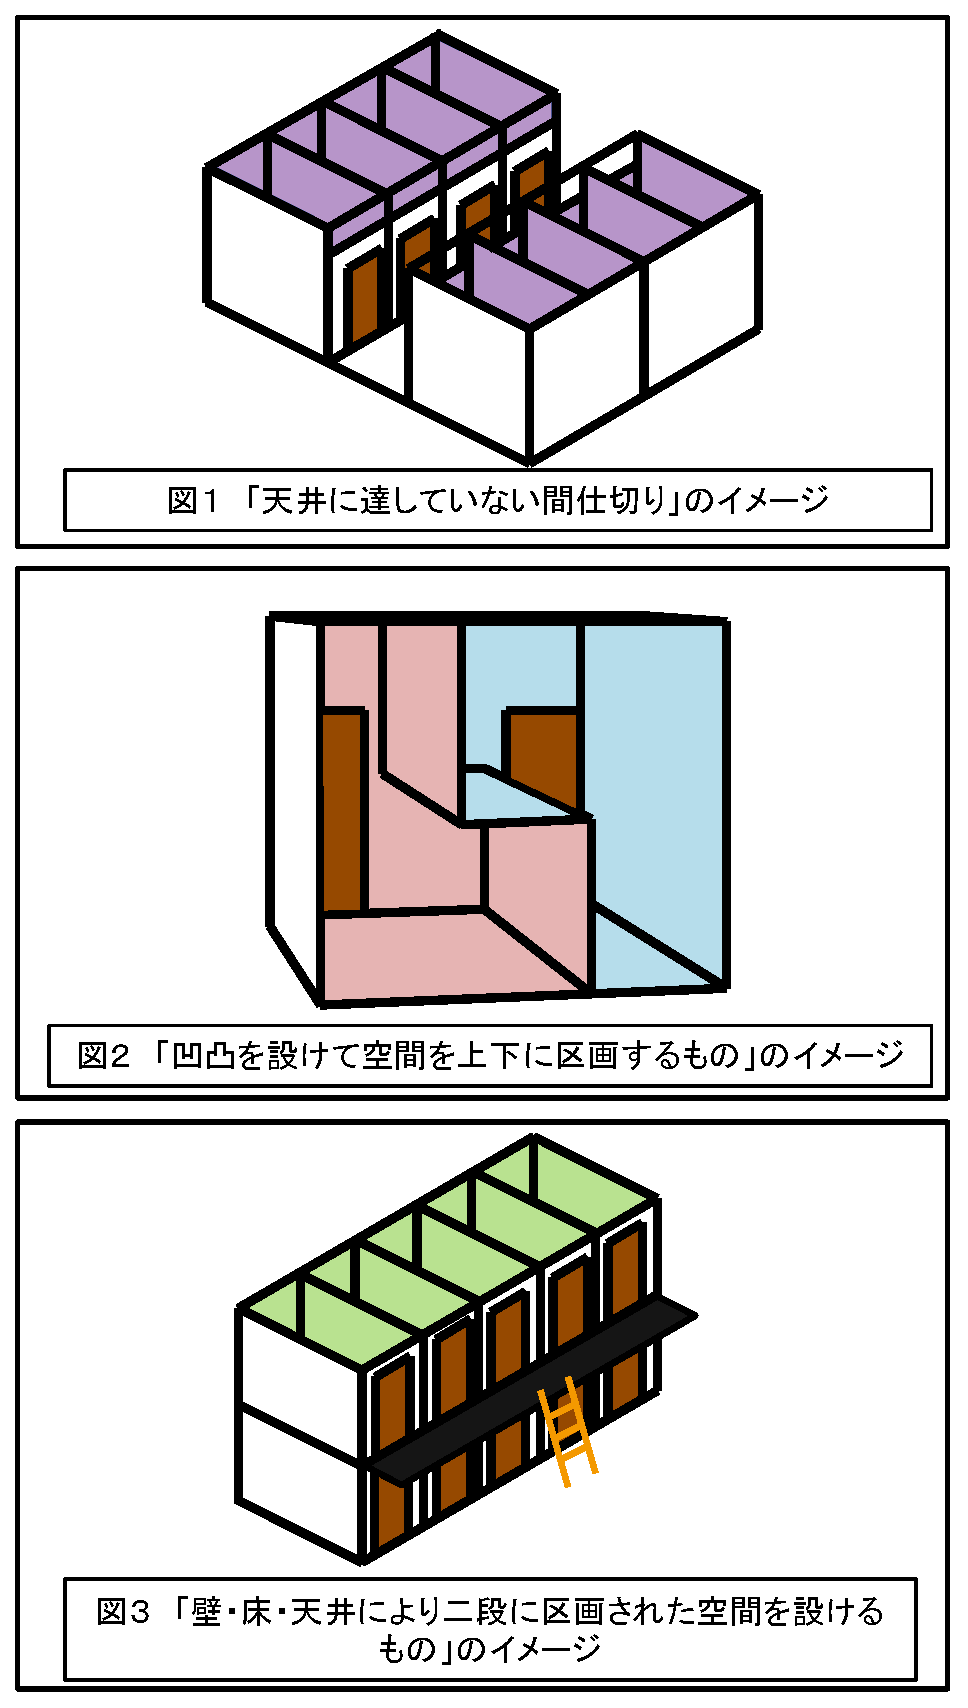 図１　「天井に達していない間仕切り」のイメージ
図２　「凹凸を設けて空間を上下に区画するもの」のイメージ
図３　「壁・床・天井により二段に区画された空間を設ける
もの」のイメージ